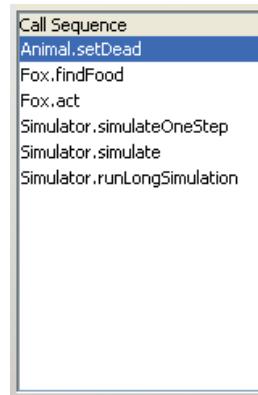 Call Sequence
Animal.setDead
Fox.findFood
Fox.act
Simulator.simulateOneStep
Simulator.simulate
Simulator.runLongSimulation